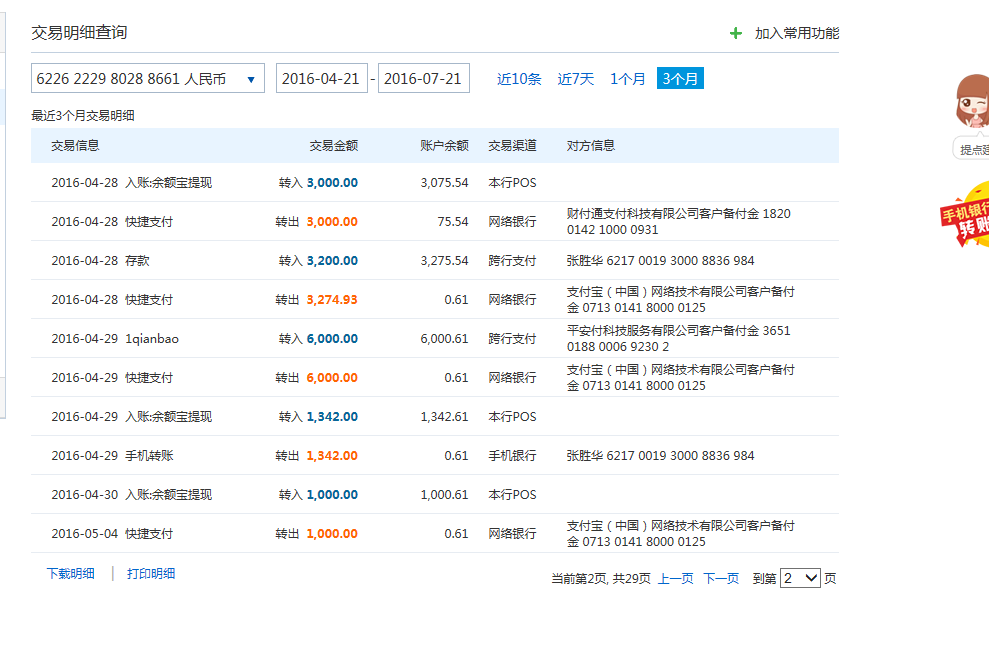 交易明细查询
加入常用功能
6226 2229 8028 8661 人民币 2016-04-21 - 2016-07-21 近10条 近7天 1个月 3个月
最近3个月交易明细
交易信息 交易金额 账户余额 交易渠道 对方信息
2016-04-28 入账:余额宝提现 转入 3,000.00 3,075.54 本行POS
2016-04-28 快捷支付 转出 3,000.00 75.54 网络银行 财付通支付科技有限公司客户备付金 1820
0142 1000 0931
2016-04-28 存款 转入 3,200.00 3,275.54 跨行支付 张胜华 6217 0019 3000 8836 984
2016-04-28 快捷支付 转出 3,274.93 0.61 网络银行 支付宝（中国）网络技术有限公司客户备付
金 0713 0141 8000 0125
2016-04-29 1qianbao 转入 6,000.00 6,000.61 跨行支付 平安付科技服务有限公司客户备付金 3651
0188 0006 9230 2
2016-04-29 快捷支付 转出 6,000.00 0.61 网络银行 支付宝（中国）网络技术有限公司客户备付
金 0713 0141 8000 0125
2016-04-29 入账:余额宝提现 转入 1,342.00 1,342.61 本行POS
2016-04-29 手机转账 转出 1,342.00 0.61 手机银行 张胜华 6217 0019 3000 8836 984
2016-04-30 入账:余额宝提现 转入 1,000.00 1,000.61 本行POS
2016-05-04 快捷支付 转出 1,000.00 0.61 网络银行 支付宝（中国）网络技术有限公司客户备付
金 0713 0141 8000 0125
下载明细 | 打印明细
当前第2页, 共29页 上一页 下一页 到第 2 页
提点建
手机银行
转账